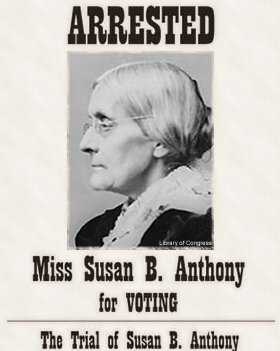 ARRESTED
Library of Congress
Miss Susan B. Anthony
for VOTING
The Trial of Susan B. Anthony